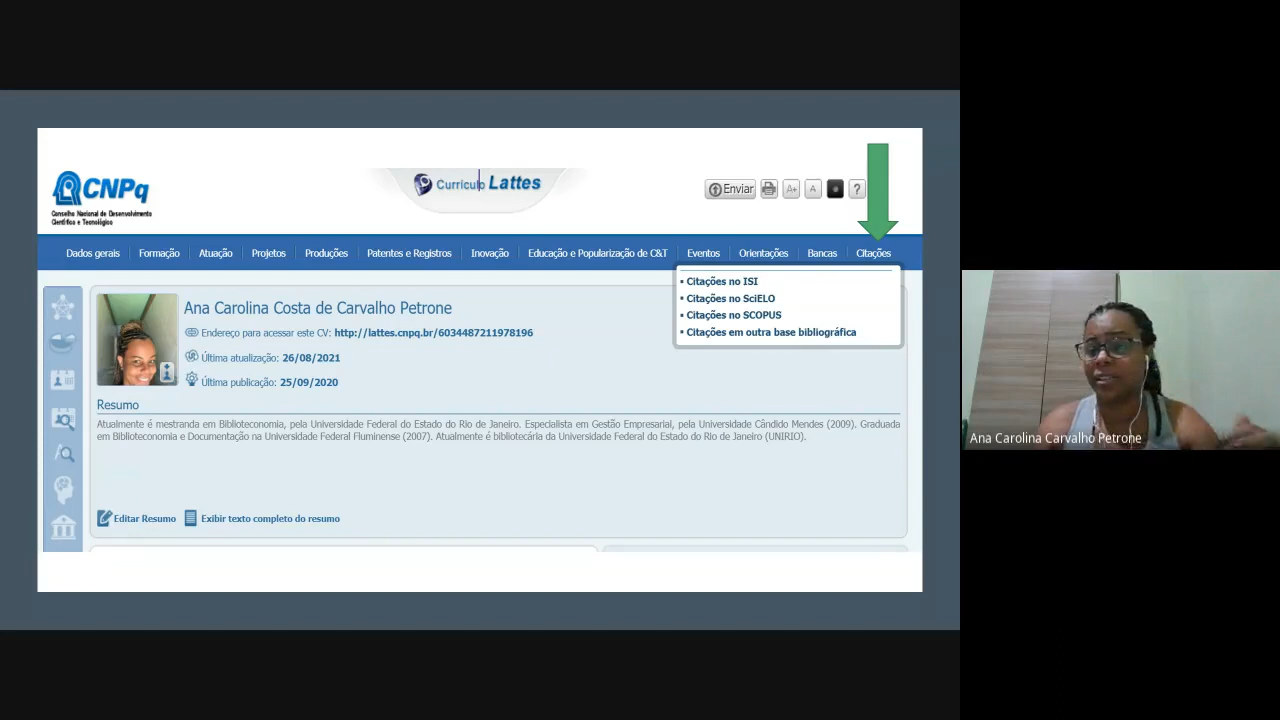 CNPq
Conselho Nacional de Desenvolvimento
Científico e Tecnológico
Currículo Lattes
Enviar
A+
A
?
Dados gerais
Formação
Atuação
Projetos
Produções
Patentes e Registros
Inovação
Educação e Popularização de C&T
Eventos
Orientações
Bancas
Citações
Citações no ISI
Citações no SciELO
Citações no SCOPUS
Citações em outra base bibliográfica
Ana Carolina Costa de Carvalho Petrone
Endereço para acessar este CV: http://lattes.cnpq.br/6034487211978196
Última atualização: 26/08/2021
Última publicação: 25/09/2020
Resumo
Atualmente é mestranda em Biblioteconomia, pela Universidade Federal do Estado do Rio de Janeiro. Especialista em Gestão Empresarial, pela Universidade Cândido Mendes (2009). Graduada
em Biblioteconomia e Documentação na Universidade Federal Fluminense (2007). Atualmente é bibliotecária da Universidade Federal do Estado do Rio de Janeiro (UNIRIO).
Editar Resumo
Exibir texto completo do resumo
Ana Carolina Carvalho Petrone